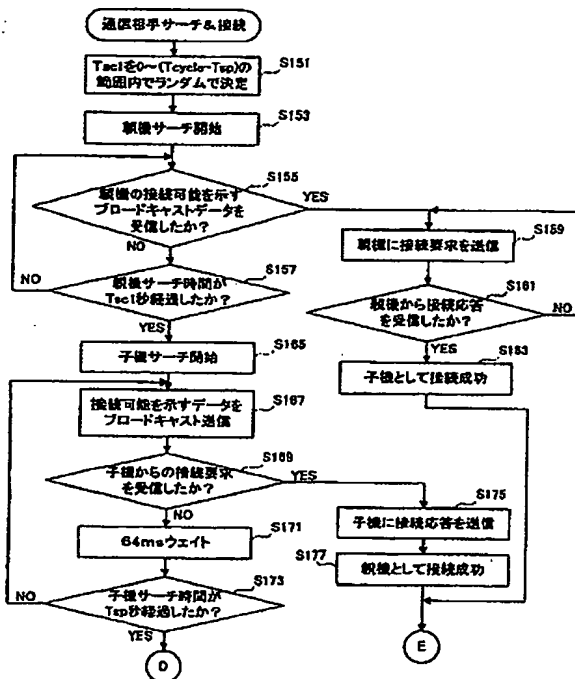 通信相手サーチ&接続
S151
Tsc1を0~(Tcycle-Tsp)の
範囲内でランダムで決定
S153
親機サーチ開始
S155
親機の接続可能を示す
ブロードキャストデータを
受信したか?
YES
NO
S157
親機サーチ時間が
Tsc1秒経過したか?
NO
YES
S159
親機に接続要求を送信
S161
親機から接続応答
を受信したか?
NO
YES
S163
子機として接続成功
S165
子機サーチ開始
S167
接続可能を示すデータを
ブロードキャスト送信
S169
子機からの接続要求
を受信したか?
YES
NO
S171
64msウェイト
S173
子機サーチ時間が
Tsp秒経過したか?
NO
YES
D
S175
子機に接続応答を送信
S177
親機として接続成功
E